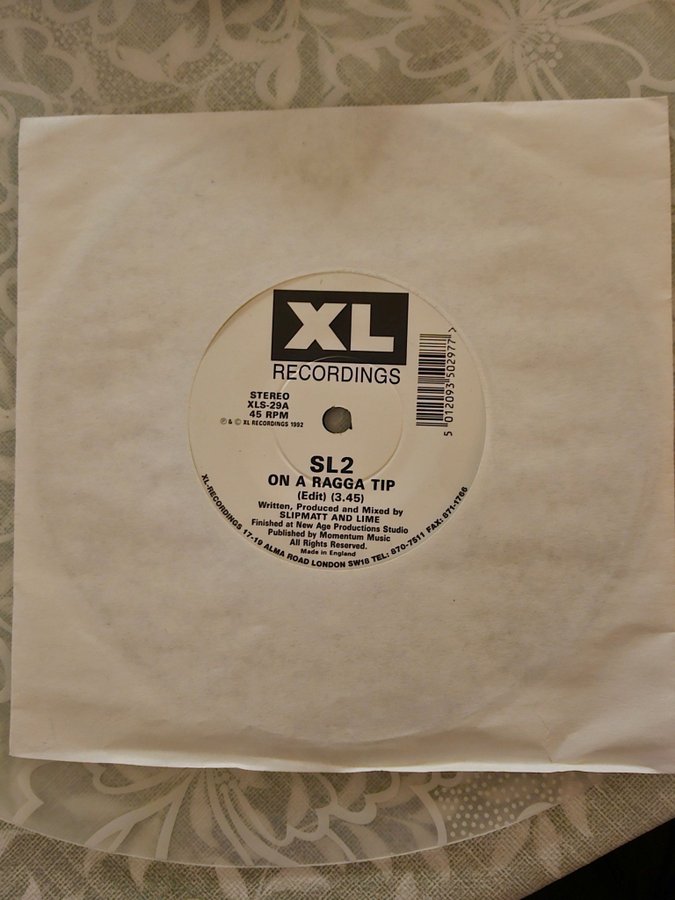 XL
RECORDINGS
STEREO
XLS-29A
45 RPM
℗ & © XL RECORDINGS 1992
5 012093 502977 >
SL2
ON A RAGGA TIP
(Edit) (3.45)
Written, Produced and Mixed by
SLIPMATT AND LIME
Finished at New Age Productions Studio
Published by Momentum Music
All Rights Reserved.
Made in England
XL-RECORDINGS 17-19 ALMA ROAD LONDON SW18 TEL: 870-7511 FAX: 871-1766